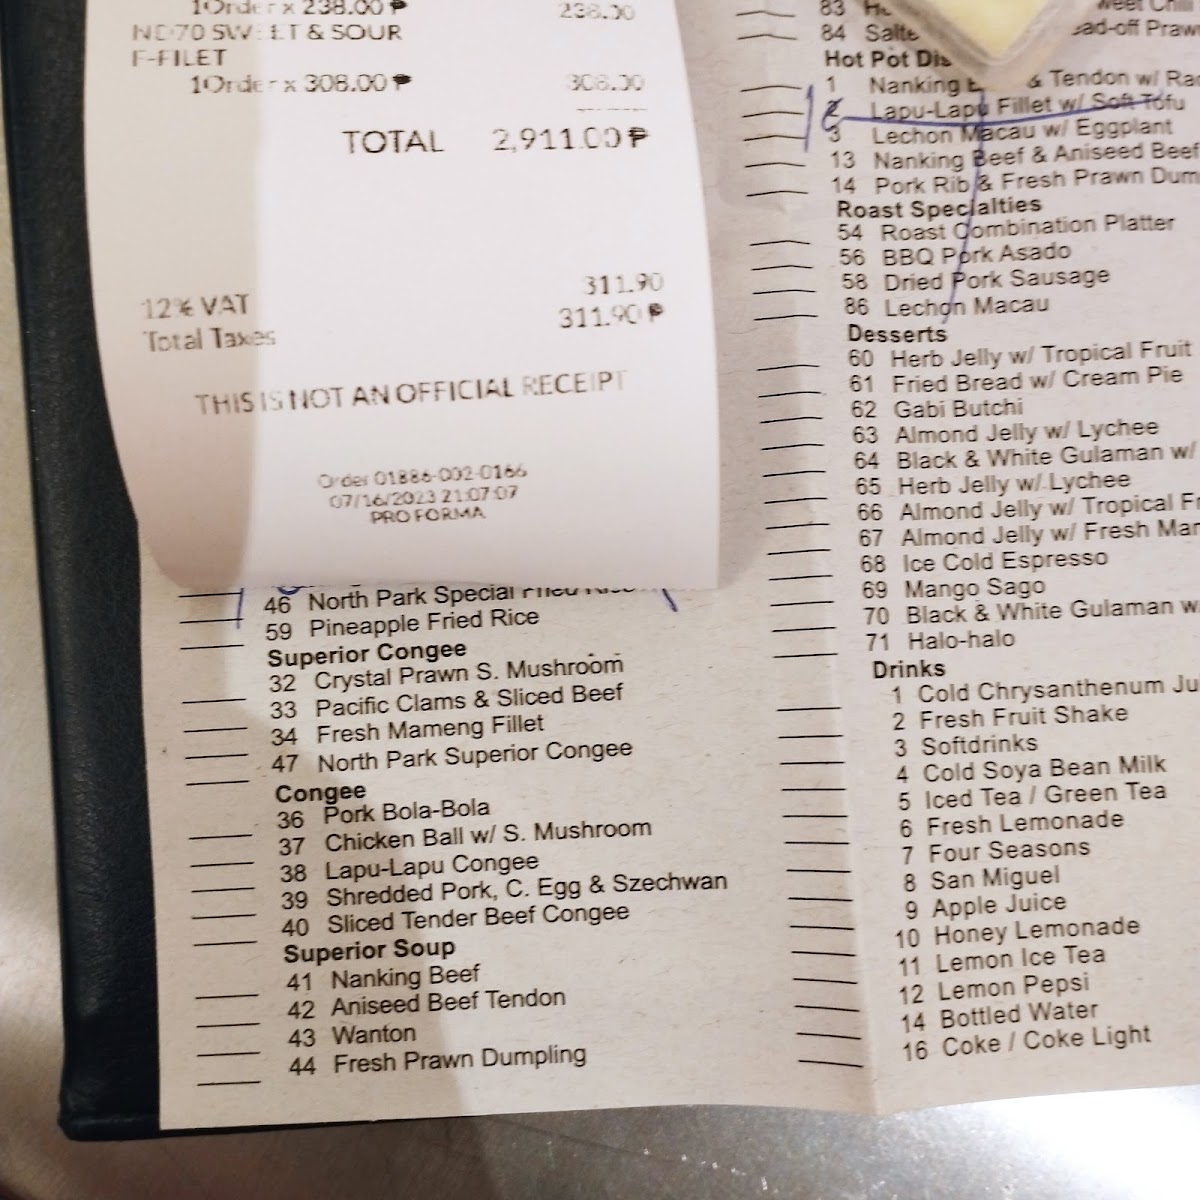 1Order x 238.00 ₱ 238.00
ND70 SWEET & SOUR
F-FILET
1Order x 308.00 ₱ 308.00
TOTAL 2,911.00 ₱
311.90
12% VAT 311.90 ₱
Total Taxes
THIS IS NOT AN OFFICIAL RECEIPT
Order 01886-002-0166
07/16/2023 21:07:07
PRO FORMA
46 North Park Special Fried Rice
59 Pineapple Fried Rice
Superior Congee
32 Crystal Prawn S. Mushroom
33 Pacific Clams & Sliced Beef
34 Fresh Mameng Fillet
47 North Park Superior Congee
Congee
36 Pork Bola-Bola
37 Chicken Ball w/ S. Mushroom
38 Lapu-Lapu Congee
39 Shredded Pork, C. Egg & Szechwan
40 Sliced Tender Beef Congee
Superior Soup
41 Nanking Beef
42 Aniseed Beef Tendon
43 Wanton
44 Fresh Prawn Dumpling
83 Chili
84 Salte ead-off Praw
Hot Pot Dis
1 Nanking & Tendon w/ Ra
2 Lapu-Lapu Fillet w/ Soft Tofu
3 Lechon Macau w/ Eggplant
13 Nanking Beef & Aniseed Beef
14 Pork Rib & Fresh Prawn Dum
Roast Specialties
54 Roast Combination Platter
56 BBQ Pork Asado
58 Dried Pork Sausage
86 Lechon Macau
Desserts
60 Herb Jelly w/ Tropical Fruit
61 Fried Bread w/ Cream Pie
62 Gabi Butchi
63 Almond Jelly w/ Lychee
64 Black & White Gulaman w/
65 Herb Jelly w/ Lychee
66 Almond Jelly w/ Tropical Fr
67 Almond Jelly w/ Fresh Man
68 Ice Cold Espresso
69 Mango Sago
70 Black & White Gulaman w
71 Halo-halo
Drinks
1 Cold Chrysanthenum Ju
2 Fresh Fruit Shake
3 Softdrinks
4 Cold Soya Bean Milk
5 Iced Tea / Green Tea
6 Fresh Lemonade
7 Four Seasons
8 San Miguel
9 Apple Juice
10 Honey Lemonade
11 Lemon Ice Tea
12 Lemon Pepsi
14 Bottled Water
16 Coke / Coke Light